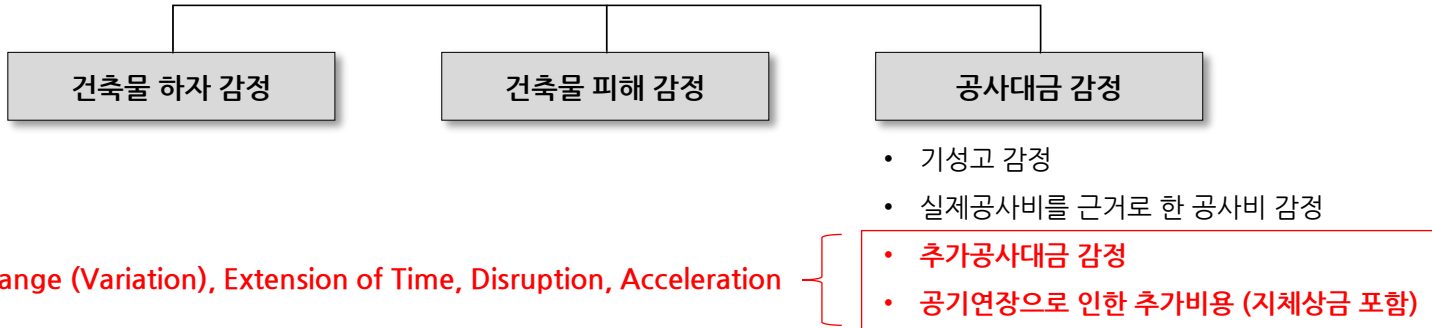 건축물 하자 감정
건축물 피해 감정
공사대금 감정
• 기성고 감정
• 실제공사비를 근거로 한 공사비 감정
• 추가공사대금 감정
• 공기연장으로 인한 추가비용 (지체상금 포함)
ange (Variation), Extension of Time, Disruption, Acceleration